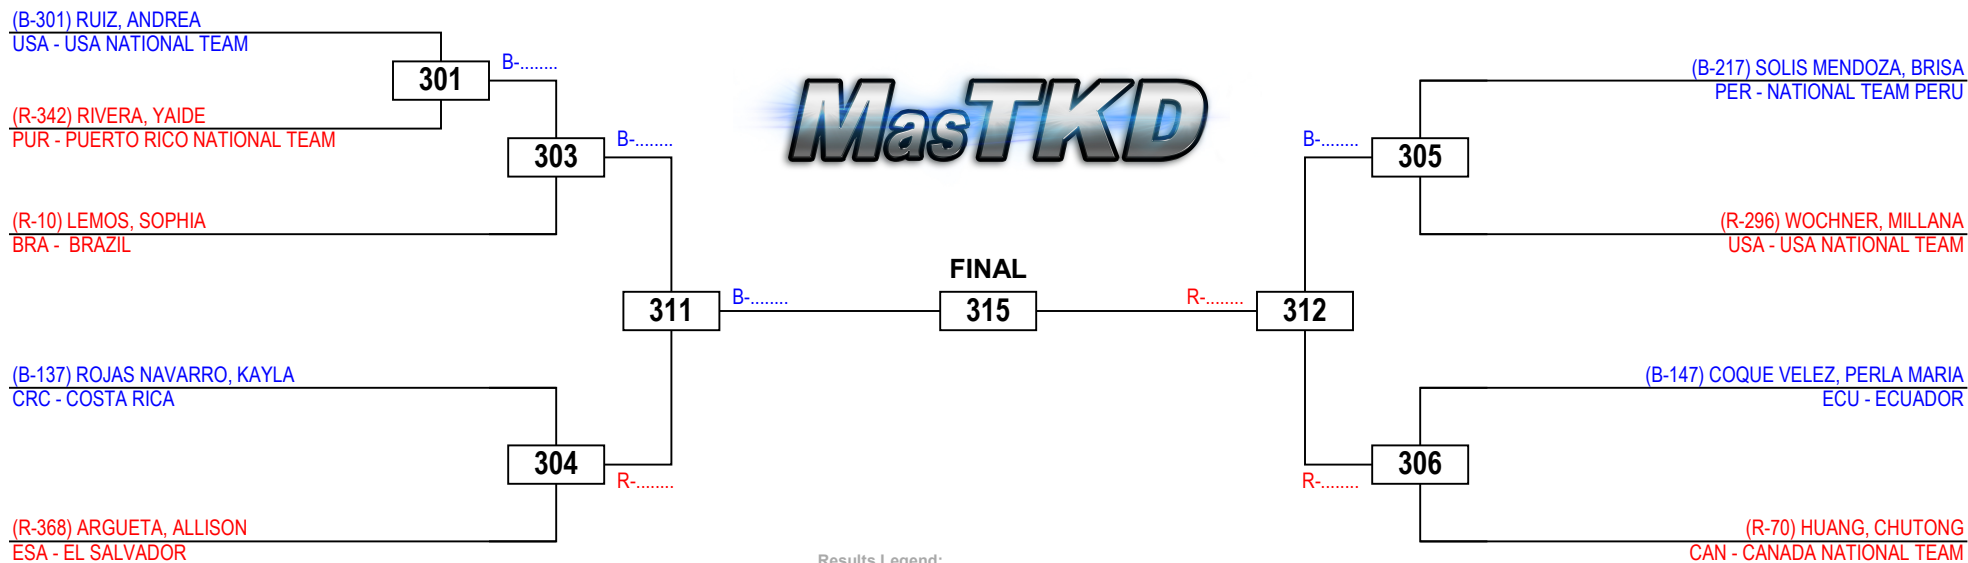 (B-301) RUIZ, ANDREA
USA - USA NATIONAL TEAM
301
B-........
(R-342) RIVERA, YAIDE
PUR - PUERTO RICO NATIONAL TEAM
303
B-........
(R-10) LEMOS, SOPHIA
BRA - BRAZIL
311
B-........
(B-137) ROJAS NAVARRO, KAYLA
CRC - COSTA RICA
304
R-........
(R-368) ARGUETA, ALLISON
ESA - EL SALVADOR
MasTKD
FINAL
315
(B-217) SOLIS MENDOZA, BRISA
PER - NATIONAL TEAM PERU
B-........
305
(R-296) WOCHNER, MILLANA
USA - USA NATIONAL TEAM
R-........
312
(B-147) COQUE VELEZ, PERLA MARIA
ECU - ECUADOR
306
R-........
(R-70) HUANG, CHUTONG
CAN - CANADA NATIONAL TEAM
Results Legend: